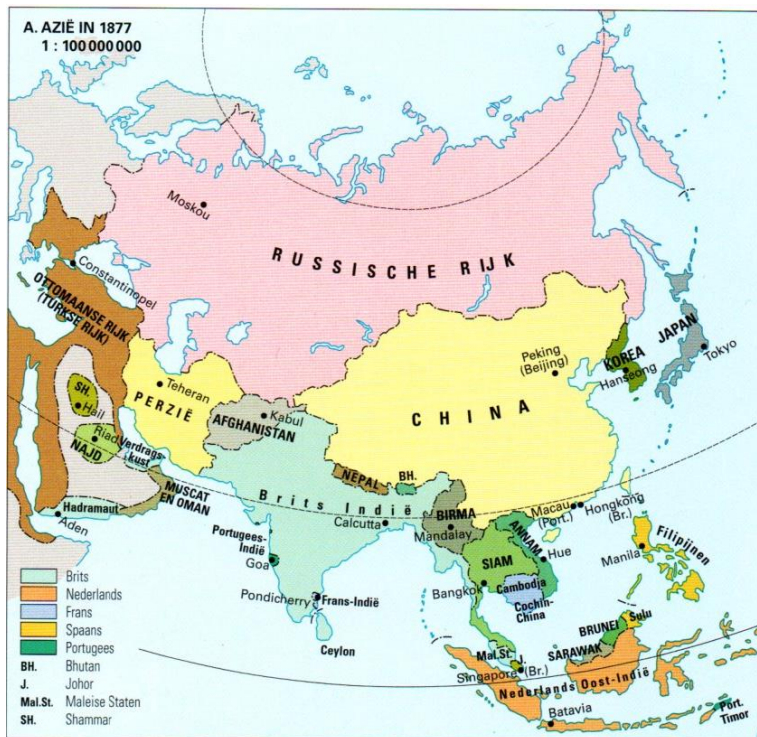 A. AZIË IN 1877
1 : 100 000 000
Moskou
RUSSISCHE RIJK
Constantinopel
OTTOMAANSE RIJK
(TURKSE RIJK)
KOREA
JAPAN
Peking
(Beijing)
Hanseong
Tokyo
Teheran
PERZIË
SH.
Hail
Kabul
AFGHANISTAN
CHINA
Riad
NAJD
Verdrags-
kust
MUSCAT
EN OMAN
NEPAL
BH.
Brits Indië
Hadramaut
Aden
Calcutta
BIRMA
Mandalay
Macau
(Port.)
Hongkong
(Br.)
ANNAM
Hue
Portugees-
Indië
Goa
SIAM
Bangkok
Cambodja
Cochin-
China
Filipijnen
Manila
Pondicherry
Frans-Indië
Ceylon
BRUNEI
Sulu
SARAWAK
Mal.St.
J.
Singapore (Br.)
Nederlands Oost-Indië
Batavia
Port.
Timor
Brits
Nederlands
Frans
Spaans
Portugees
BH. Bhutan
J. Johor
Mal.St. Maleise Staten
SH. Shammar